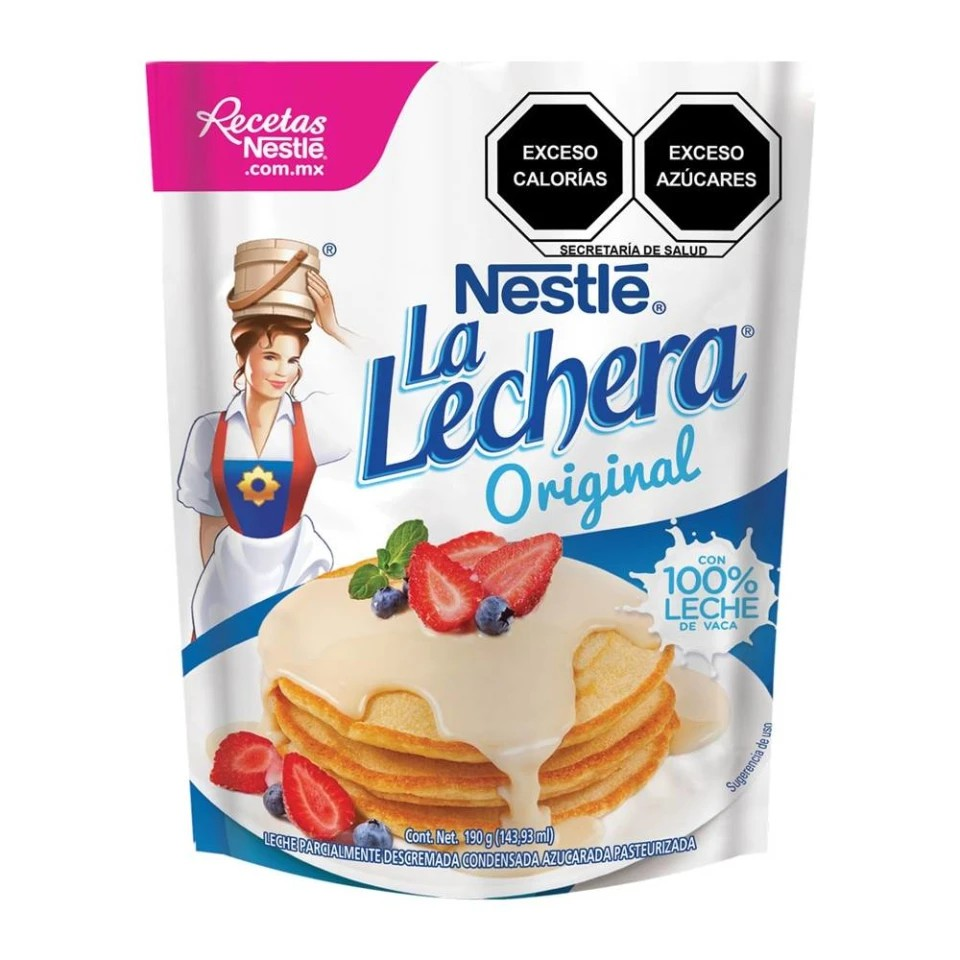 Recetas
Nestlé®
.com.mx
EXCESO
CALORÍAS
EXCESO
AZÚCARES
SECRETARÍA DE SALUD
®
Nestlé®
La
Lechera®
Original
CON
100%
LECHE
DE VACA
Sugerencia de uso
Cont. Net. 190 g (143,93 ml)
LECHE PARCIALMENTE DESCREMADA CONDENSADA AZUCARADA PASTEURIZADA